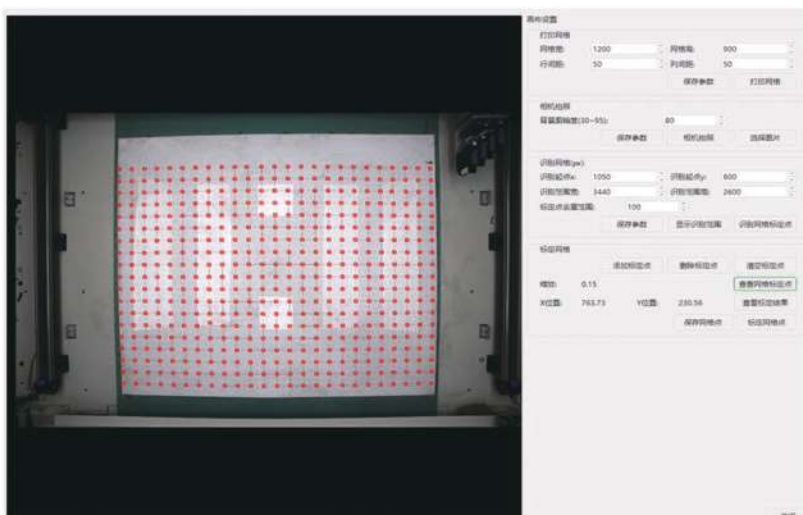 画布设置
打印网格
网格宽: 1200 网格高: 900
行间距: 50 列间距: 50
保存参数 打印网格
相机拍照
背景剪裁度(30~95): 80
保存参数 相机拍照 选择图片
识别网格(px)
识别起点x: 1050 识别起点y: 600
识别范围宽: 3440 识别范围高: 2600
标定点去重范围: 100
保存参数 显示识别范围 识别网格标定点
标定网格
添加标定点 删除标定点 清空标定点
缩放: 0.15 查看网格标定点
X位置: 763.73 Y位置: 230.56 查看标定结果
保存网格点 标定网格点